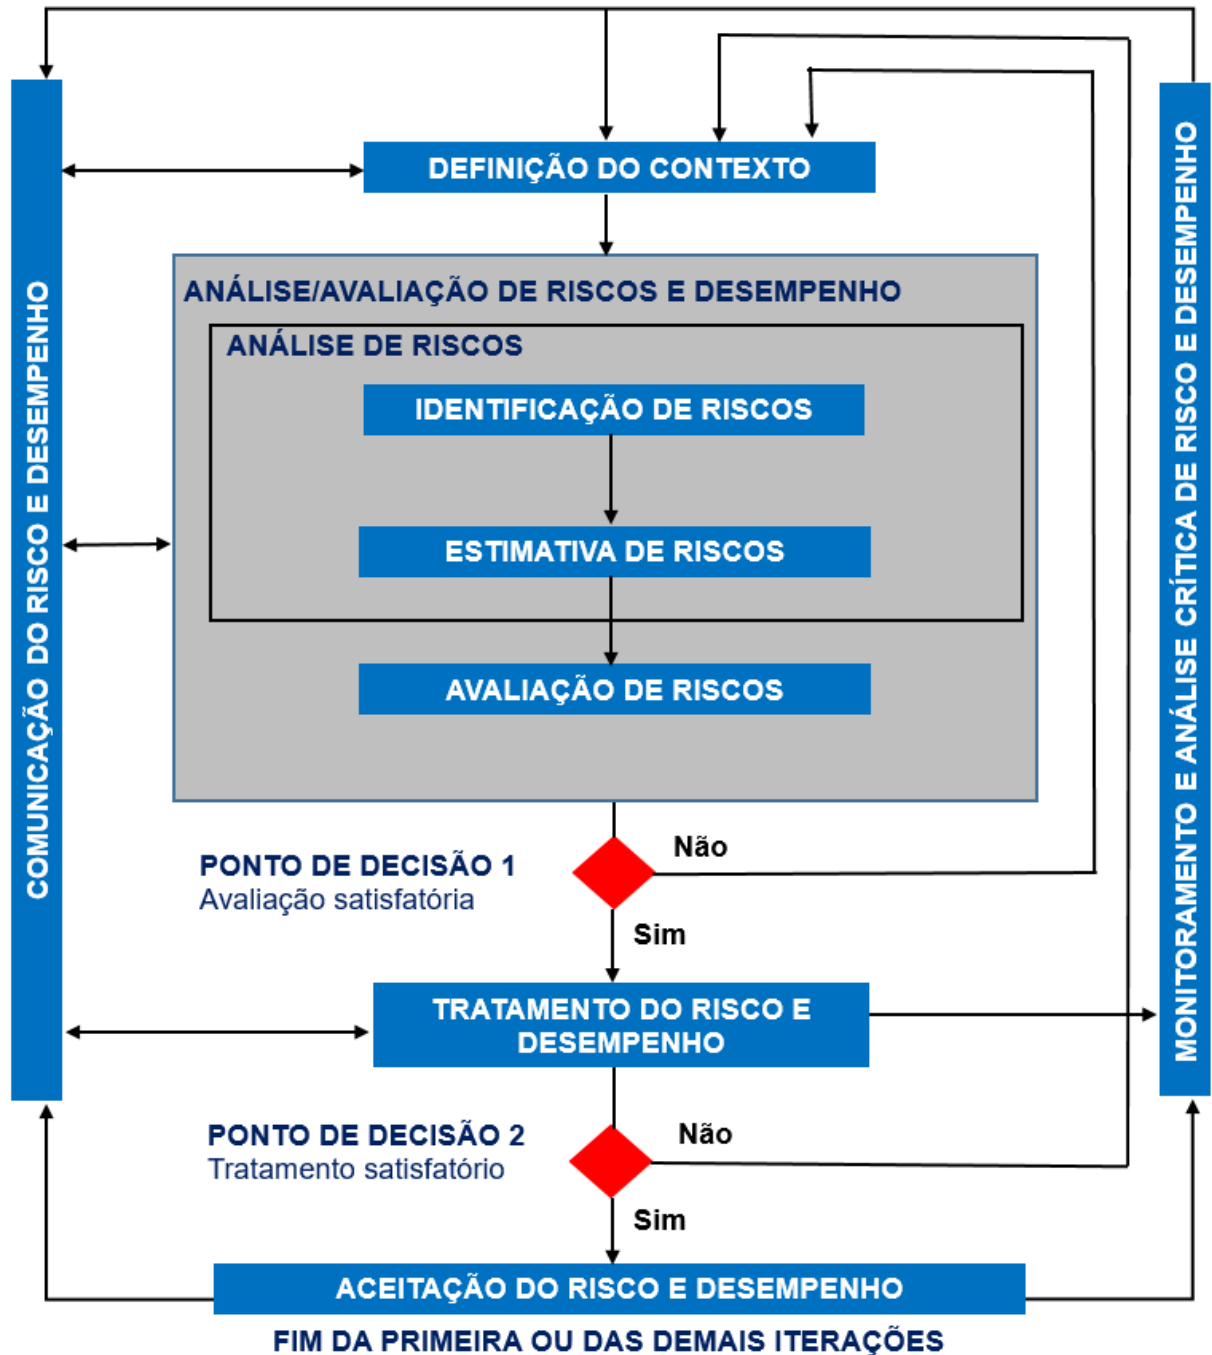 DEFINIÇÃO DO CONTEXTO
COMUNICAÇÃO DO RISCO E DESEMPENHO
MONITORAMENTO E ANÁLISE CRÍTICA DE RISCO E DESEMPENHO
ANÁLISE/AVALIAÇÃO DE RISCOS E DESEMPENHO
ANÁLISE DE RISCOS
IDENTIFICAÇÃO DE RISCOS
ESTIMATIVA DE RISCOS
AVALIAÇÃO DE RISCOS
PONTO DE DECISÃO 1
Avaliação satisfatória
Não
Sim
TRATAMENTO DO RISCO E
DESEMPENHO
PONTO DE DECISÃO 2
Tratamento satisfatório
Não
Sim
ACEITAÇÃO DO RISCO E DESEMPENHO
FIM DA PRIMEIRA OU DAS DEMAIS ITERAÇÕES